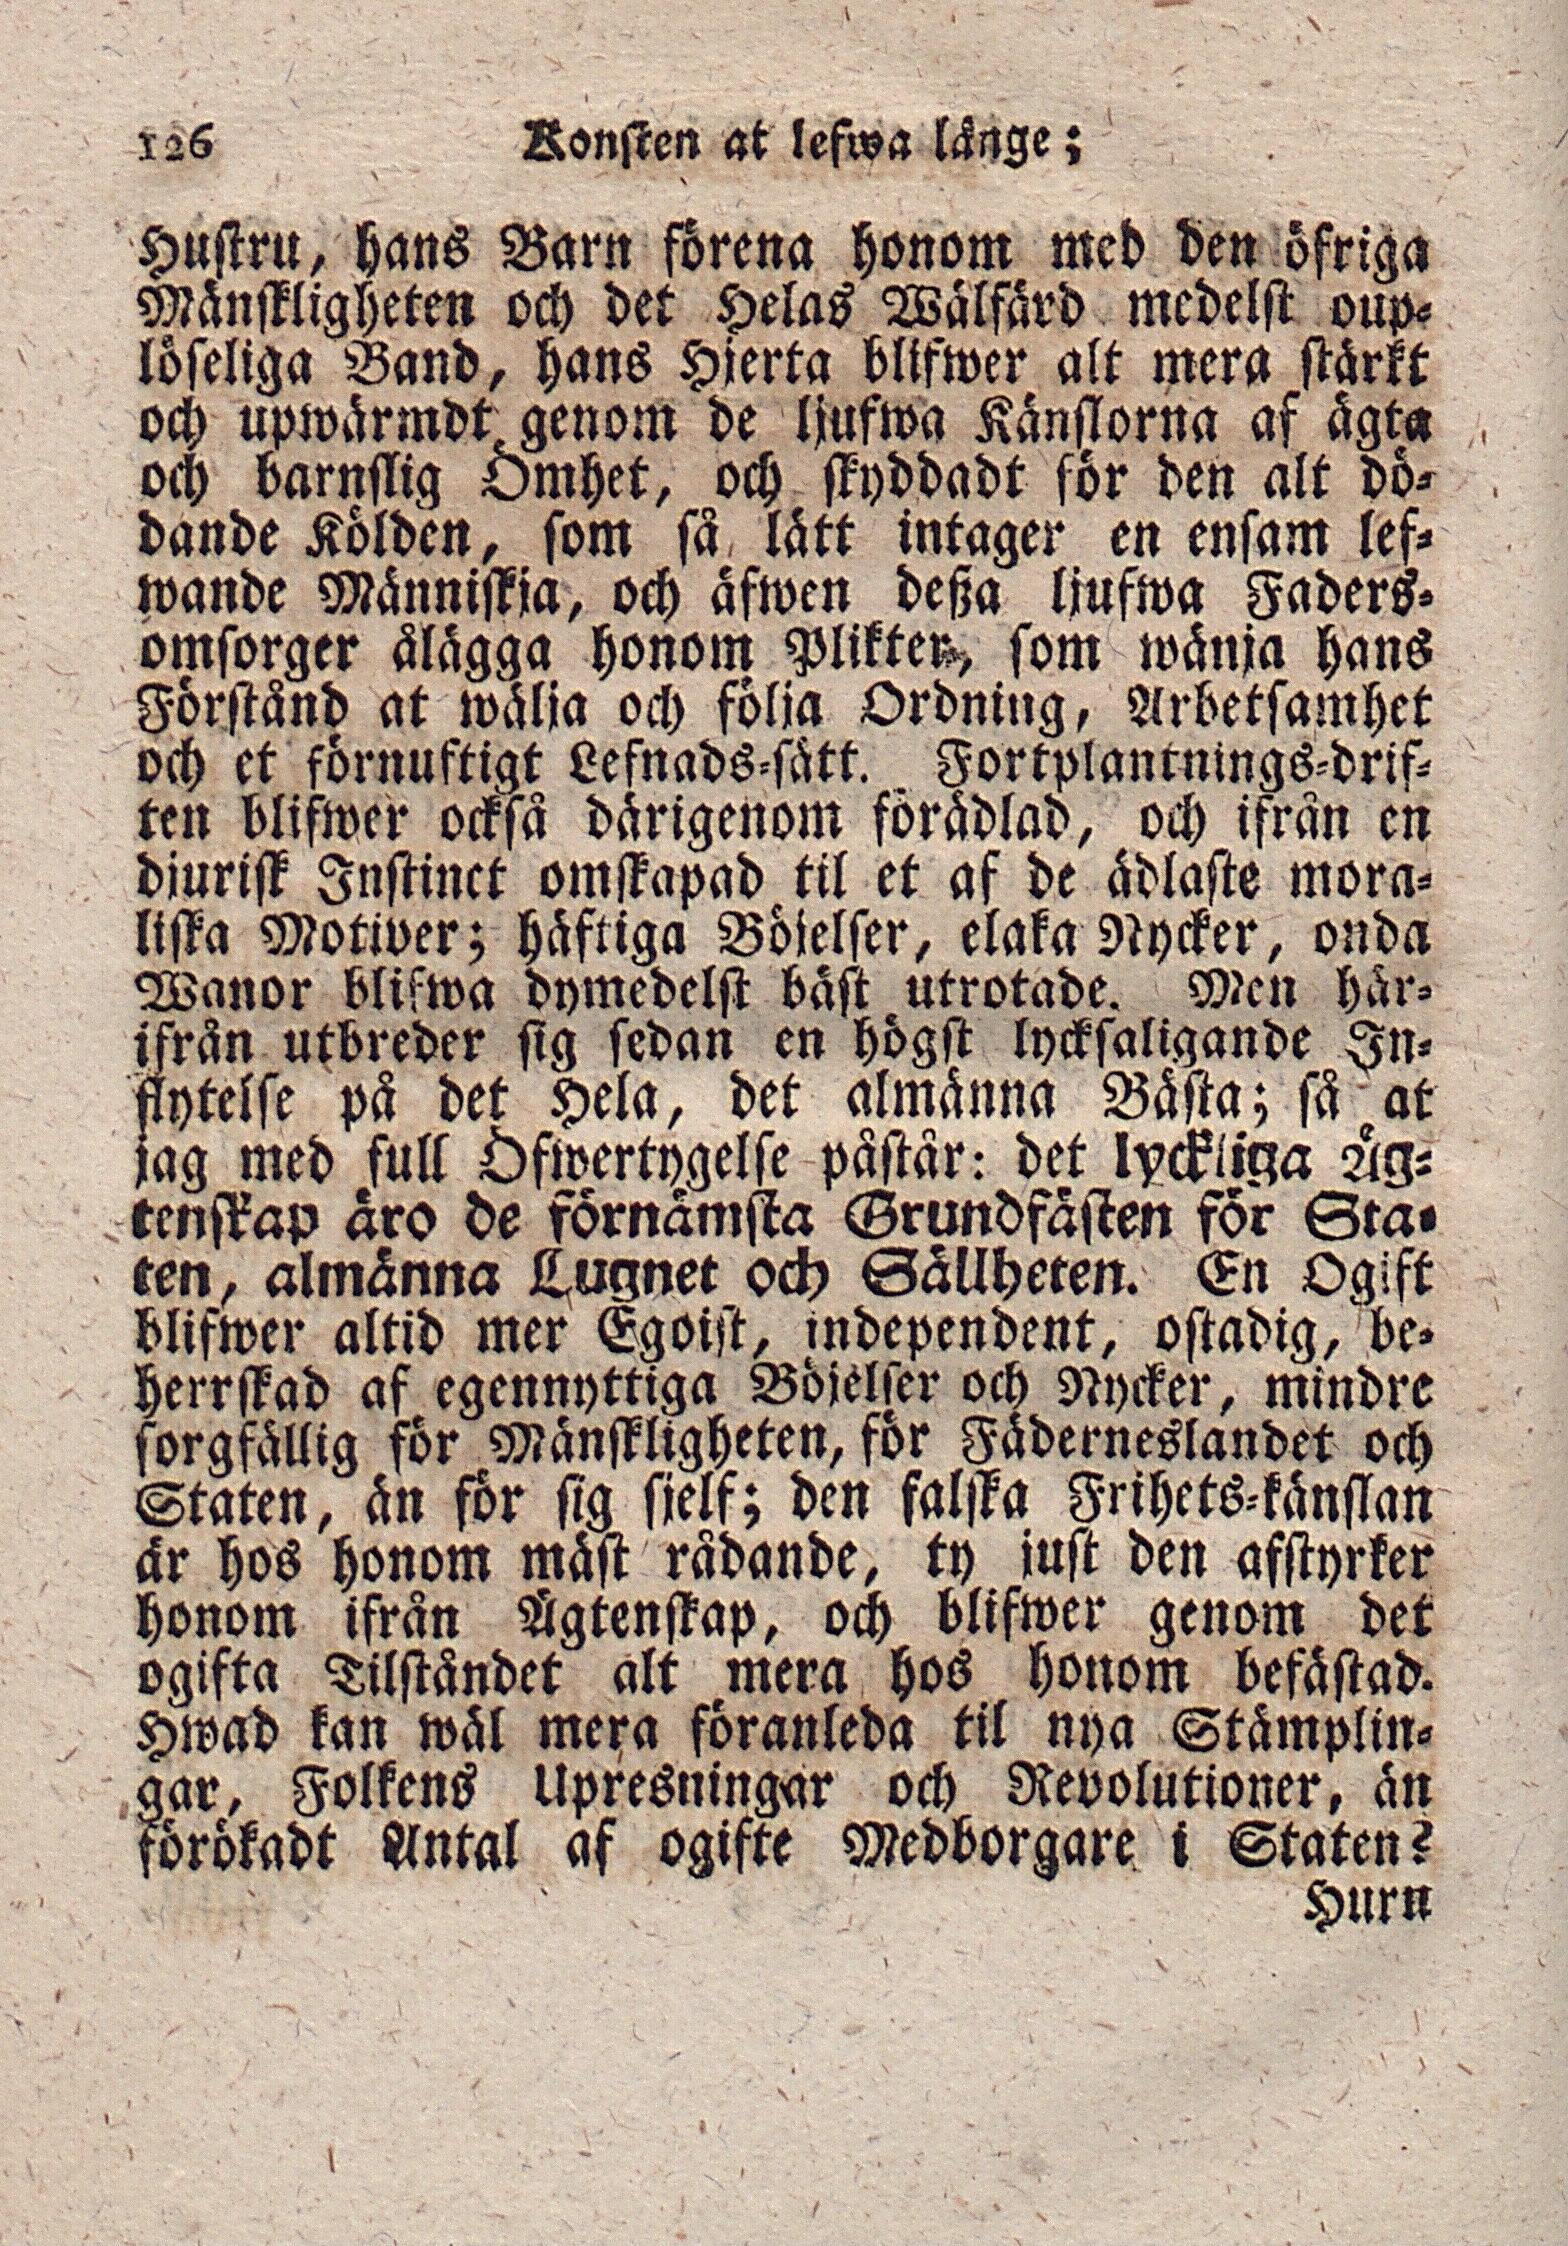 126 Konsten at lefwa länge;
Hustru, hans Barn förena honom med den öfriga
Mänskligheten och det Helas Wälfärd medelst oup-
löseliga Band, hans Hjerta blifwer alt mera stärkt
och upwärmdt genom de ljufwa Känslorna af ägta
och barnslig Ömhet, och skyddadt för den alt dö-
dande Kölden, som så lätt intager en ensam lef-
wande Människja, och äfwen deßa ljufwa Faders-
omsorger ålägga honom Plikter, som wänja hans
Förstånd at wälja och följa Ordning, Arbetsamhet
och et förnuftigt Lefnads-sätt. Fortplantnings-drif-
ten blifwer också därigenom förädlad, och ifrån en
djurisk Instinct omskapad til et af de ädlaste mora-
liska Motiver; häftiga Böjelser, elaka Nycker, onda
Wanor blifwa dymedelst bäst utrotade. Men här-
ifrån utbreder sig sedan en högst lycksaligande In-
flytelse på det Hela, det almänna Bästa; så at
jag med full Öfwertygelse påstår: det lyckliga Äg-
tenskap äro de förnämsta Grundfästen för Sta-
ten, almänna Lugnet och Sällheten. En Ogift
blifwer altid mer Egoist, independent, ostadig, be-
herrskad af egennyttiga Böjelser och Nycker, mindre
sorgfällig för Mänskligheten, för Fäderneslandet och
Staten, än för sig sjelf; den falska Frihets-känslan
är hos honom mäst rådande, ty just den afstyrker
honom ifrån Ägtenskap, och blifwer genom det
ogifta Tilståndet alt mera hos honom befästad.
Hwad kan wäl mera föranleda til nya Stämplin-
gar, Folkens Upresningar och Revolutioner, än
förökadt Antal af ogifte Medborgare i Staten?
Huru